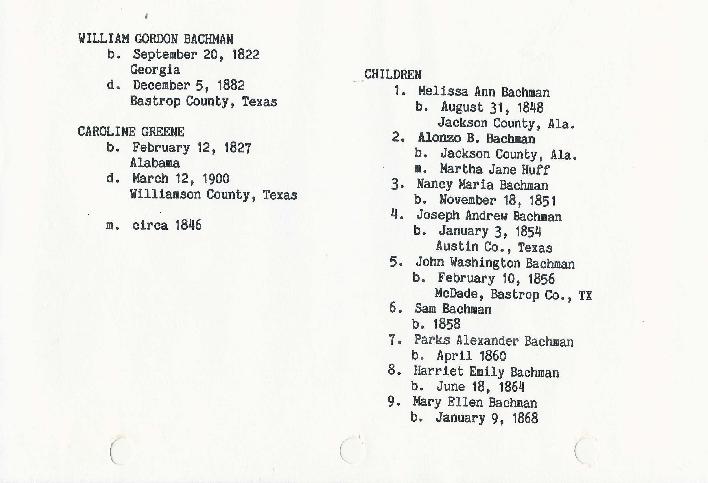 WILLIAM GORDON BACHMAN
b. September 20, 1822
Georgia
d. December 5, 1882
Bastrop County, Texas
CAROLINE GREENE
b. February 12, 1827
Alabama
d. March 12, 1900
Williamson County, Texas
m. circa 1846
CHILDREN
1. Melissa Ann Bachman
b. August 31, 1848
Jackson County, Ala.
2. Alonzo B. Bachman
b. Jackson County, Ala.
m. Martha Jane Huff
3. Nancy Maria Bachman
b. November 18, 1851
4. Joseph Andrew Bachman
b. January 3, 1854
Austin Co., Texas
5. John Washington Bachman
b. February 10, 1856
McDade, Bastrop Co., TX
6. Sam Bachman
b. 1858
7. Parks Alexander Bachman
b. April 1860
8. Harriet Emily Bachman
b. June 18, 1864
9. Mary Ellen Bachman
b. January 9, 1868